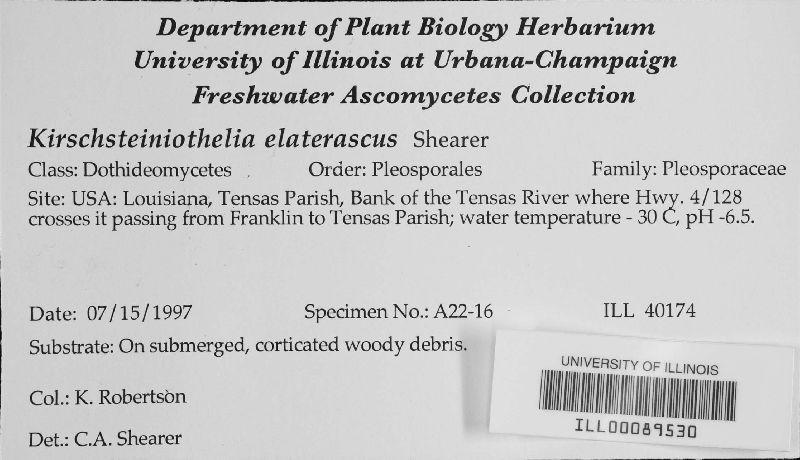 Department of Plant Biology Herbarium
University of Illinois at Urbana-Champaign
Freshwater Ascomycetes Collection
Kirschsteiniothelia elaterascus Shearer
Class: Dothideomycetes Order: Pleosporales Family: Pleosporaceae
Site: USA: Louisiana, Tensas Parish, Bank of the Tensas River where Hwy. 4/128
crosses it passing from Franklin to Tensas Parish; water temperature - 30 C, pH -6.5.
Date: 07/15/1997 Specimen No.: A22-16 ILL 40174
Substrate: On submerged, corticated woody debris.
Col.: K. Robertson
Det.: C.A. Shearer
UNIVERSITY OF ILLINOIS
ILL00089530